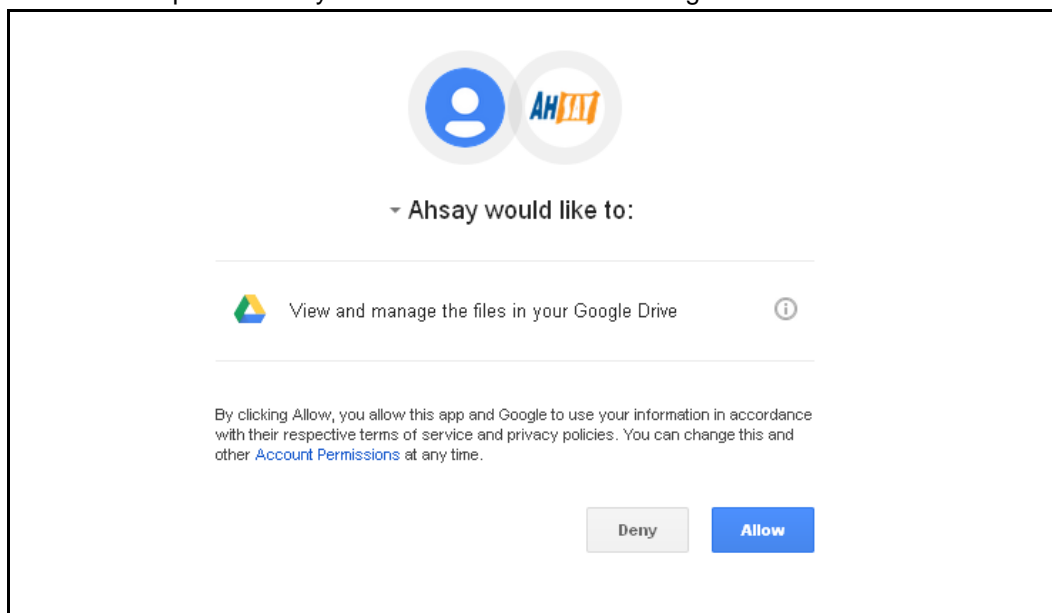 AHSAY
Ahsay would like to:
View and manage the files in your Google Drive
By clicking Allow, you allow this app and Google to use your information in accordance
with their respective terms of service and privacy policies. You can change this and
other Account Permissions at any time.
Deny Allow